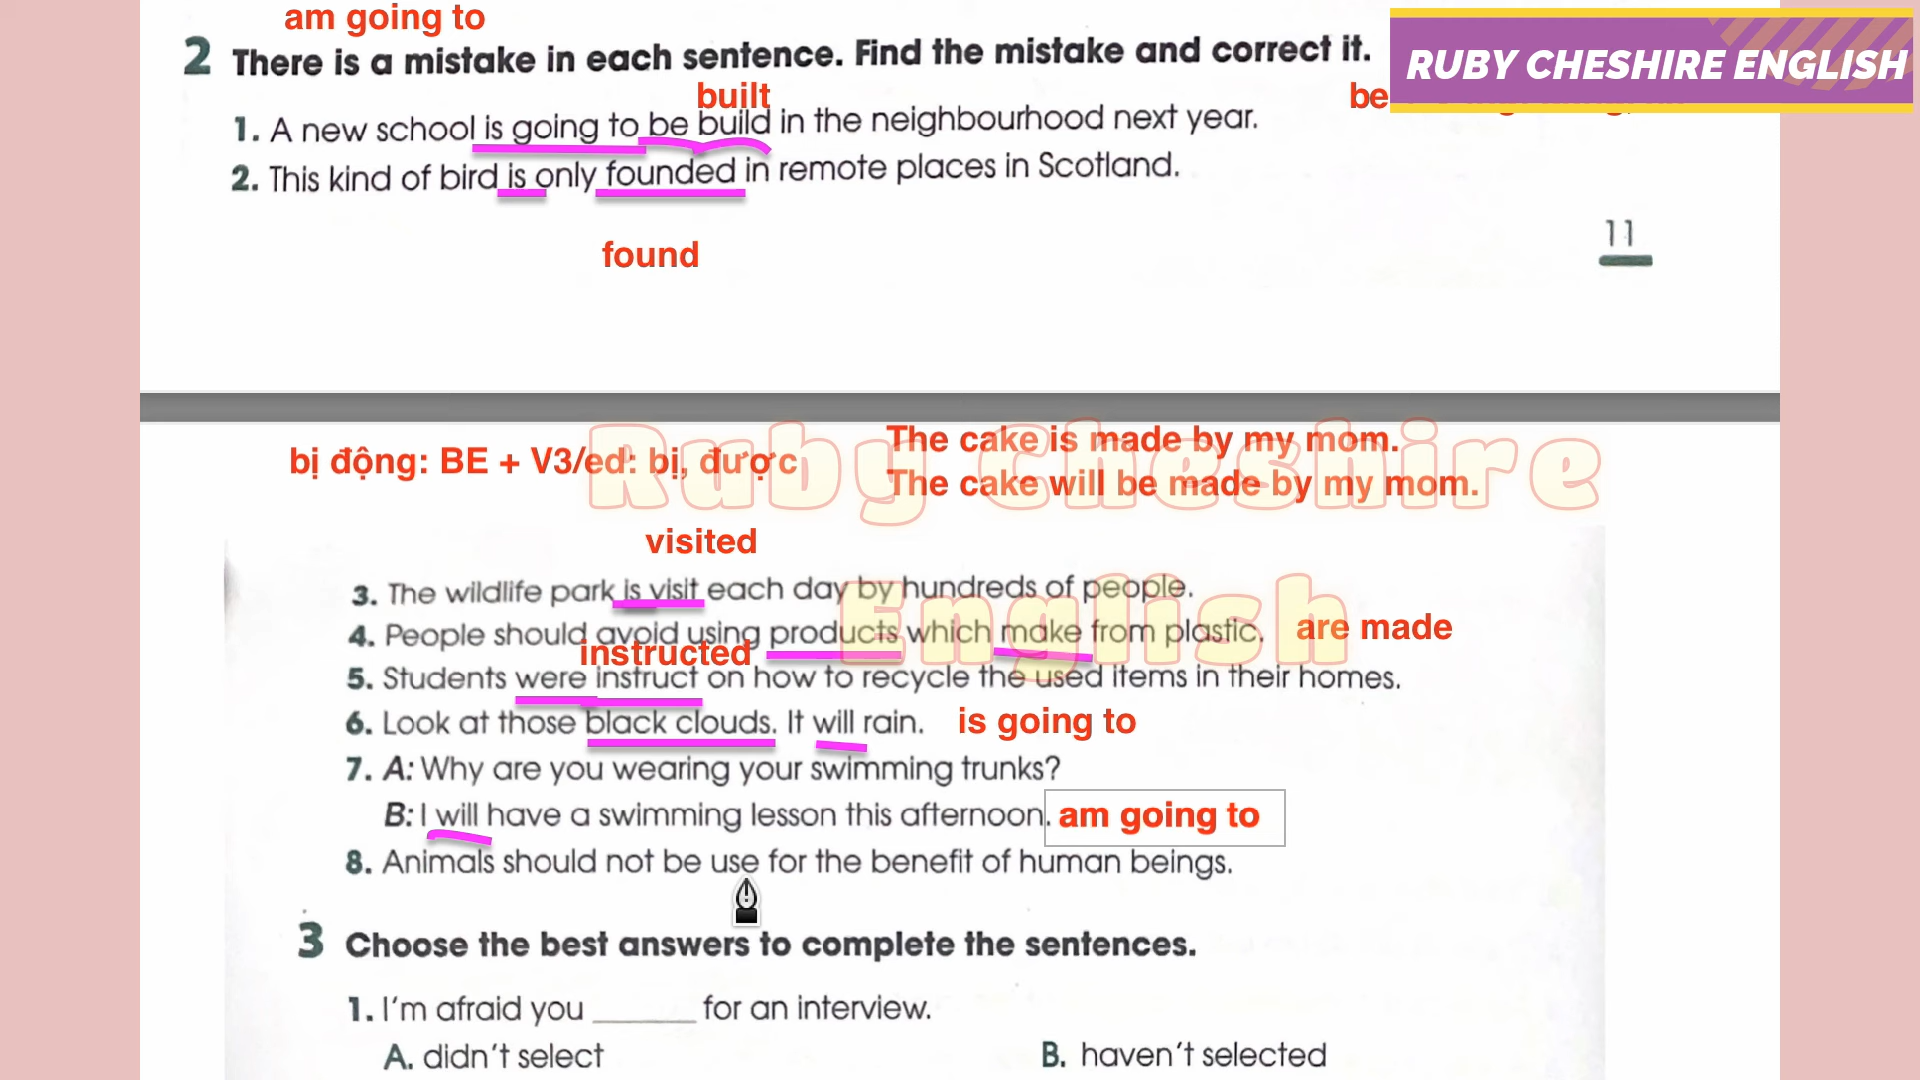 am going to
2 There is a mistake in each sentence. Find the mistake and correct it.
RUBY CHESHIRE ENGLISH
built
be
1. A new school is going to be build in the neighbourhood next year.
2. This kind of bird is only founded in remote places in Scotland.
11
found
bị động: BE + V3/ed: bị, được
The cake is made by my mom.
The cake will be made by my mom.
Ruby Cheshire
English
visited
3. The wildlife park is visit each day by hundreds of people.
4. People should avoid using products which make from plastic. are made
instructed
5. Students were instruct on how to recycle the used items in their homes.
6. Look at those black clouds. It will rain. is going to
7. A: Why are you wearing your swimming trunks?
B: I will have a swimming lesson this afternoon. am going to
8. Animals should not be use for the benefit of human beings.
3 Choose the best answers to complete the sentences.
1. I'm afraid you ______ for an interview.
A. didn't select B. haven't selected